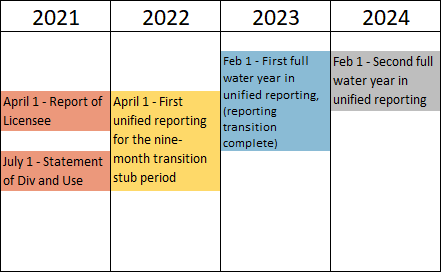 2021 2022 2023 2024
April 1 - Report of
Licensee
July 1 - Statement
of Div and Use
April 1 - First
unified reporting
for the nine-
month transition
stub period
Feb 1 - First full
water year in
unified reporting,
(reporting
transition
complete)
Feb 1 - Second full
water year in
unified reporting